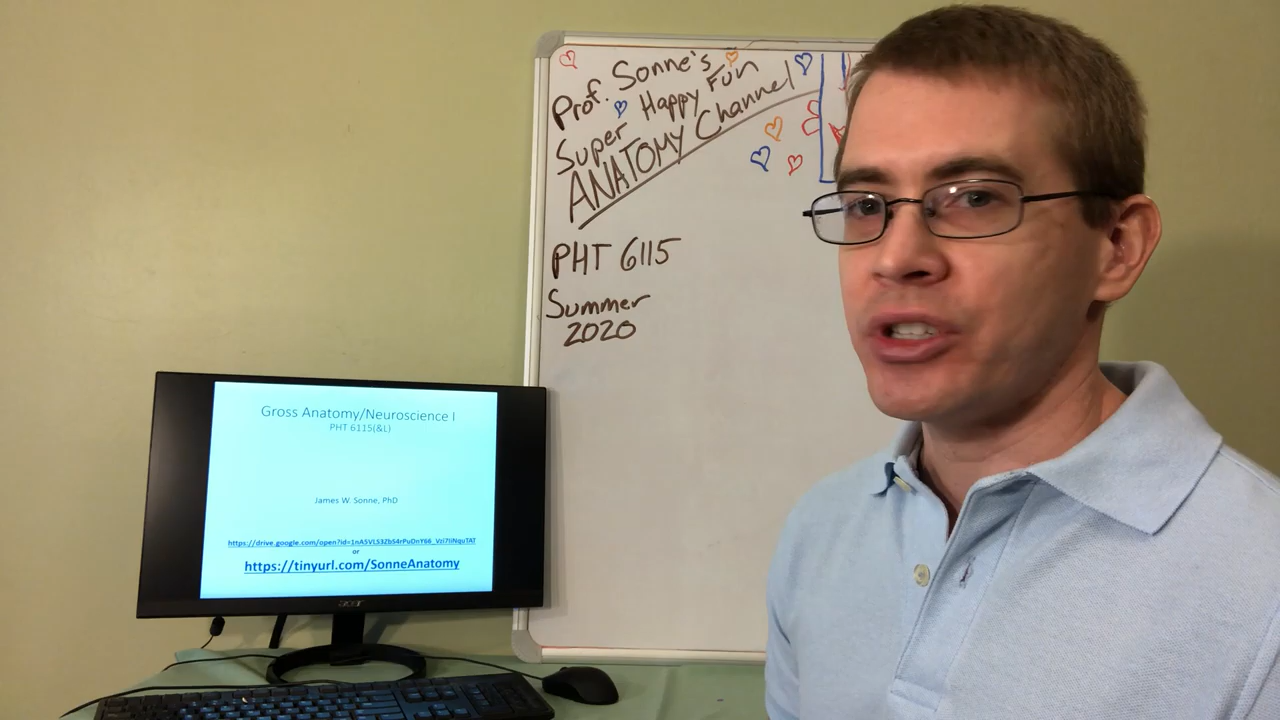 Prof. Sonne's
Super Happy Fun
ANATOMY Channel
PHT 6115
Summer
2020
Gross Anatomy/Neuroscience I
PHT 6115(&L)
James W. Sonne, PhD
or
https://tinyurl.com/SonneAnatomy
acer